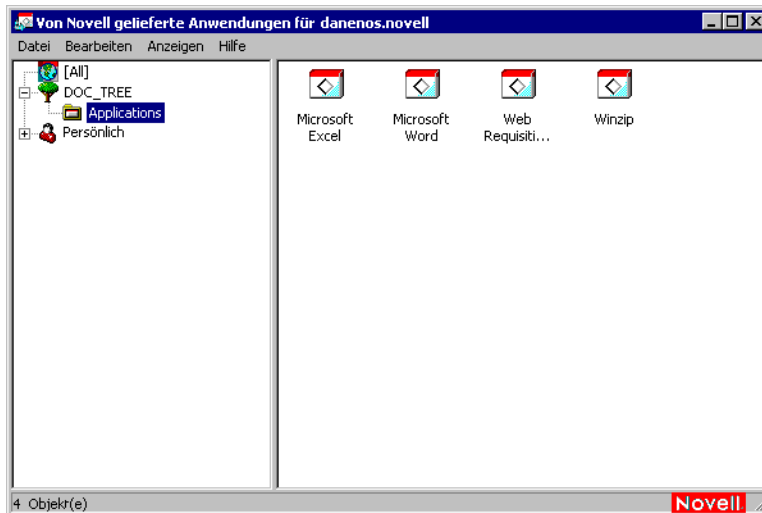 Von Novell gelieferte Anwendungen für danenos.novell
Datei Bearbeiten Anzeigen Hilfe
[All]
DOC_TREE
Applications
Persönlich
Microsoft Excel
Microsoft Word
Web Requisiti...
Winzip
4 Objekr(e)
Novell.